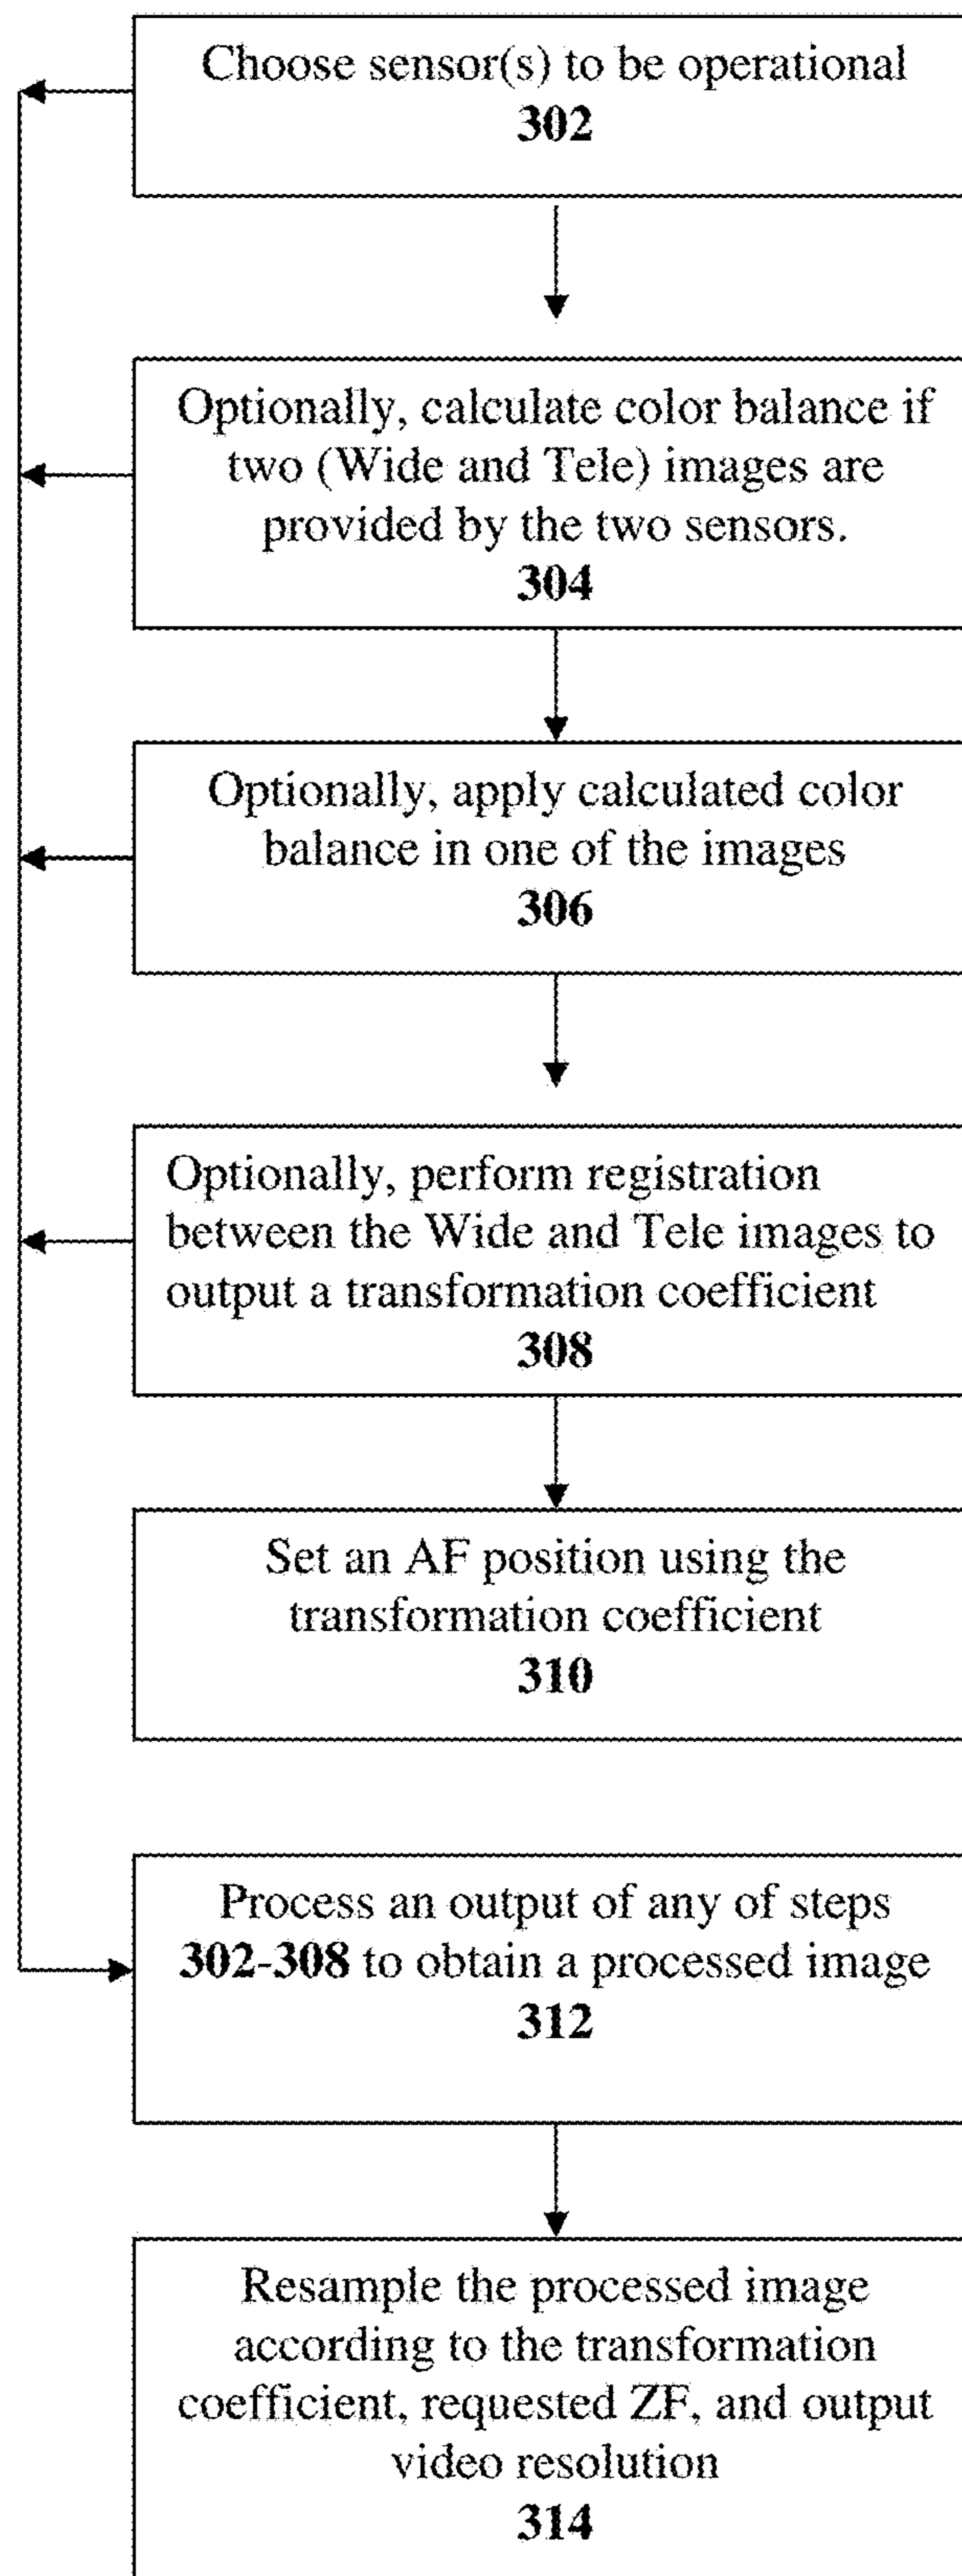 Choose sensor(s) to be operational
302
Optionally, calculate color balance if
two (Wide and Tele) images are
provided by the two sensors.
304
Optionally, apply calculated color
balance in one of the images
306
Optionally, perform registration
between the Wide and Tele images to
output a transformation coefficient
308
Set an AF position using the
transformation coefficient
310
Process an output of any of steps
302-308 to obtain a processed image
312
Resample the processed image
according to the transformation
coefficient, requested ZF, and output
video resolution
314